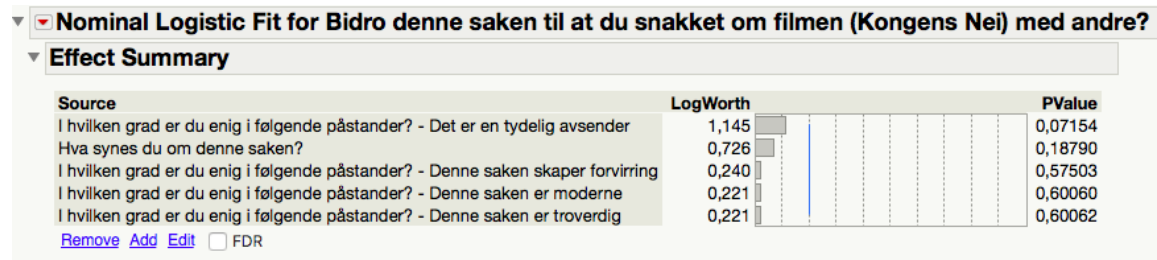 Nominal Logistic Fit for Bidro denne saken til at du snakket om filmen (Kongens Nei) med andre?
Effect Summary
Source LogWorth PValue
I hvilken grad er du enig i følgende påstander? - Det er en tydelig avsender 1,145 0,07154
Hva synes du om denne saken? 0,726 0,18790
I hvilken grad er du enig i følgende påstander? - Denne saken skaper forvirring 0,240 0,57503
I hvilken grad er du enig i følgende påstander? - Denne saken er moderne 0,221 0,60060
I hvilken grad er du enig i følgende påstander? - Denne saken er troverdig 0,221 0,60062
Remove Add Edit FDR